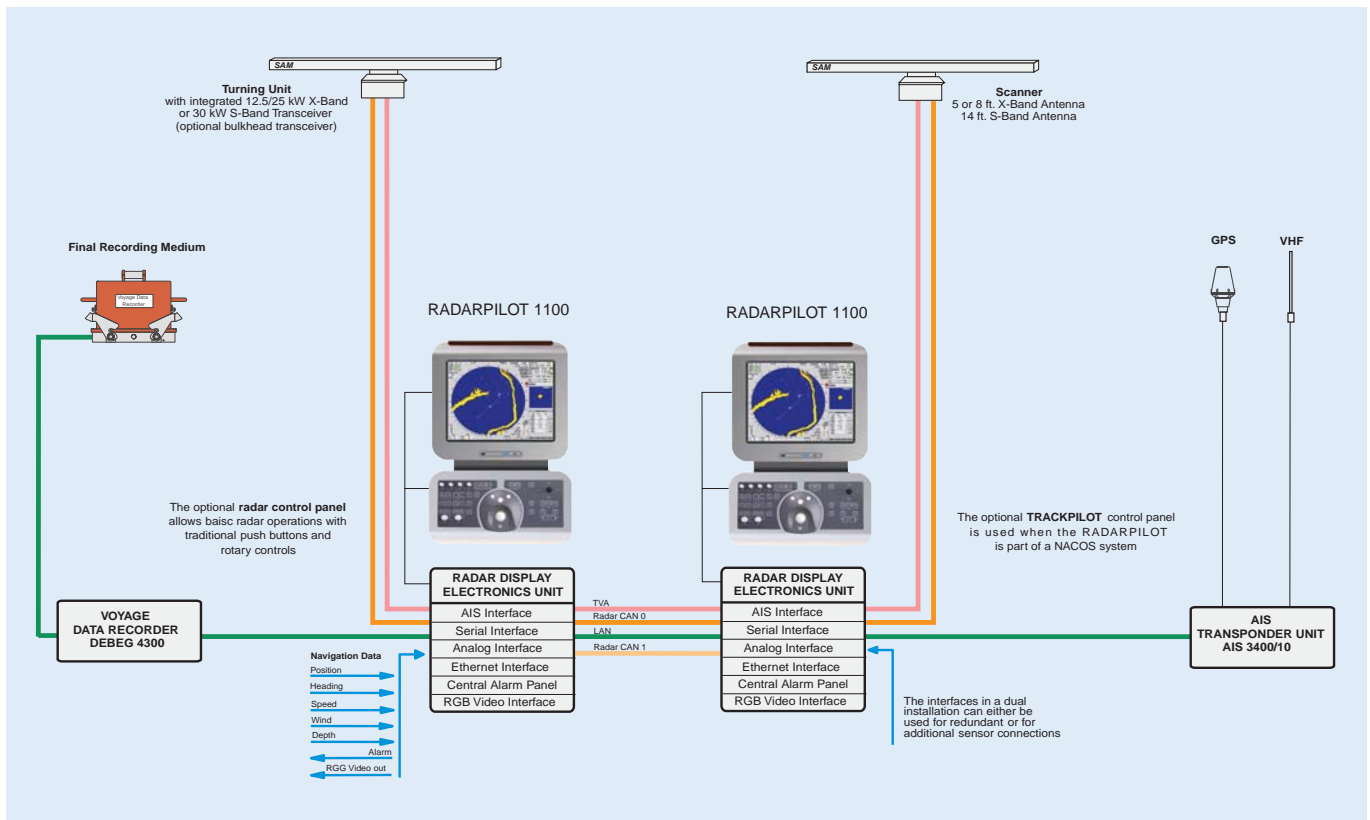 SAM
Turning Unit
with integrated 12.5/25 kW X-Band
or 30 kW S-Band Transceiver
(optional bulkhead transceiver)
SAM
Scanner
5 or 8 ft. X-Band Antenna
14 ft. S-Band Antenna
Final Recording Medium
Voyage Data
Recorder
GPS
VHF
RADARPILOT 1100
RADARPILOT 1100
The optional radar control panel
allows baisc radar operations with
traditional push buttons and
rotary controls
The optional TRACKPILOT control panel
is used when the RADARPILOT
is part of a NACOS system
VOYAGE
DATA RECORDER
DEBEG 4300
RADAR DISPLAY
ELECTRONICS UNIT
AIS Interface
Serial Interface
Analog Interface
Ethernet Interface
Central Alarm Panel
RGB Video Interface
TVA
Radar CAN 0
LAN
Radar CAN 1
RADAR DISPLAY
ELECTRONICS UNIT
AIS Interface
Serial Interface
Analog Interface
Ethernet Interface
Central Alarm Panel
RGB Video Interface
AIS
TRANSPONDER UNIT
AIS 3400/10
Navigation Data
Position
Heading
Speed
Wind
Depth
Alarm
RGG Video out
The interfaces in a dual
installation can either be
used for redundant or for
additional sensor connections